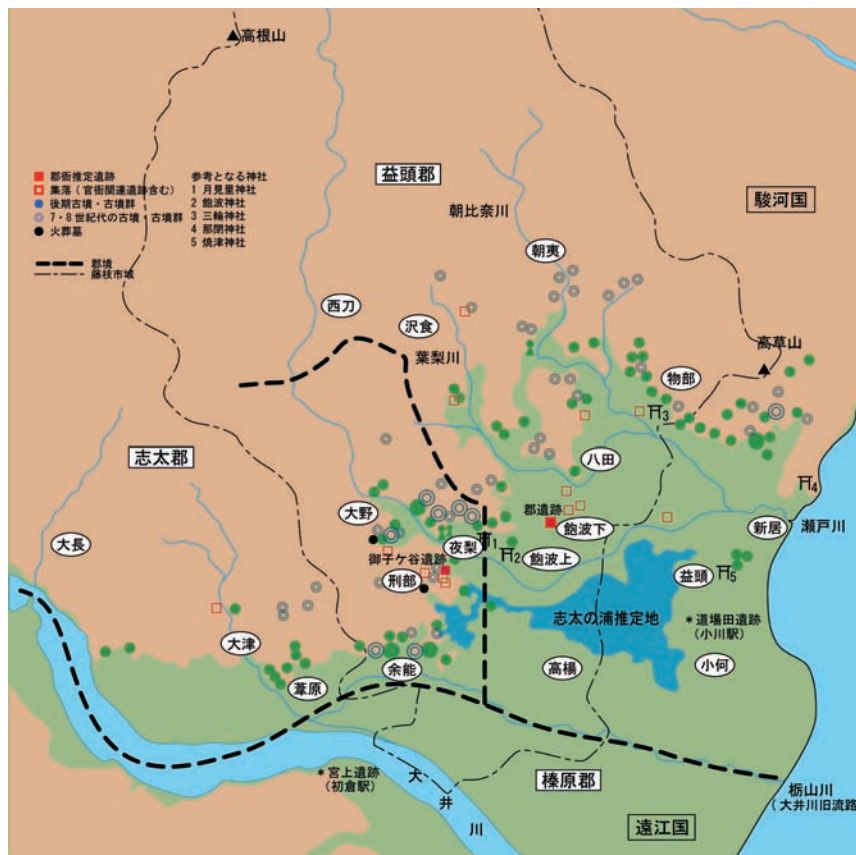 高根山
益頭郡
朝比奈川
駿河国
郡衙推定遺跡
集落(官衙関連遺跡含む)
後期古墳・古墳群
7・8世紀代の古墳・古墳群
火葬墓
郡境
藤枝市域
参考となる神社
1 月見里神社
2 飽波神社
3 三輪神社
4 那閉神社
5 焼津神社
朝夷
西刀
沢食
葉梨川
高草山
物部
3
志太郡
八田
4
大野
郡遺跡
飽波下
新居
瀬戸川
大長
夜梨
1
2
飽波上
御子ケ谷遺跡
刑部
益頭
5
志太の浦推定地
*道場田遺跡
(小川駅)
大津
余能
高楊
小何
葦原
*宮上遺跡
(初倉駅)
大井川
榛原郡
栃山川
(大井川旧流路)
遠江国